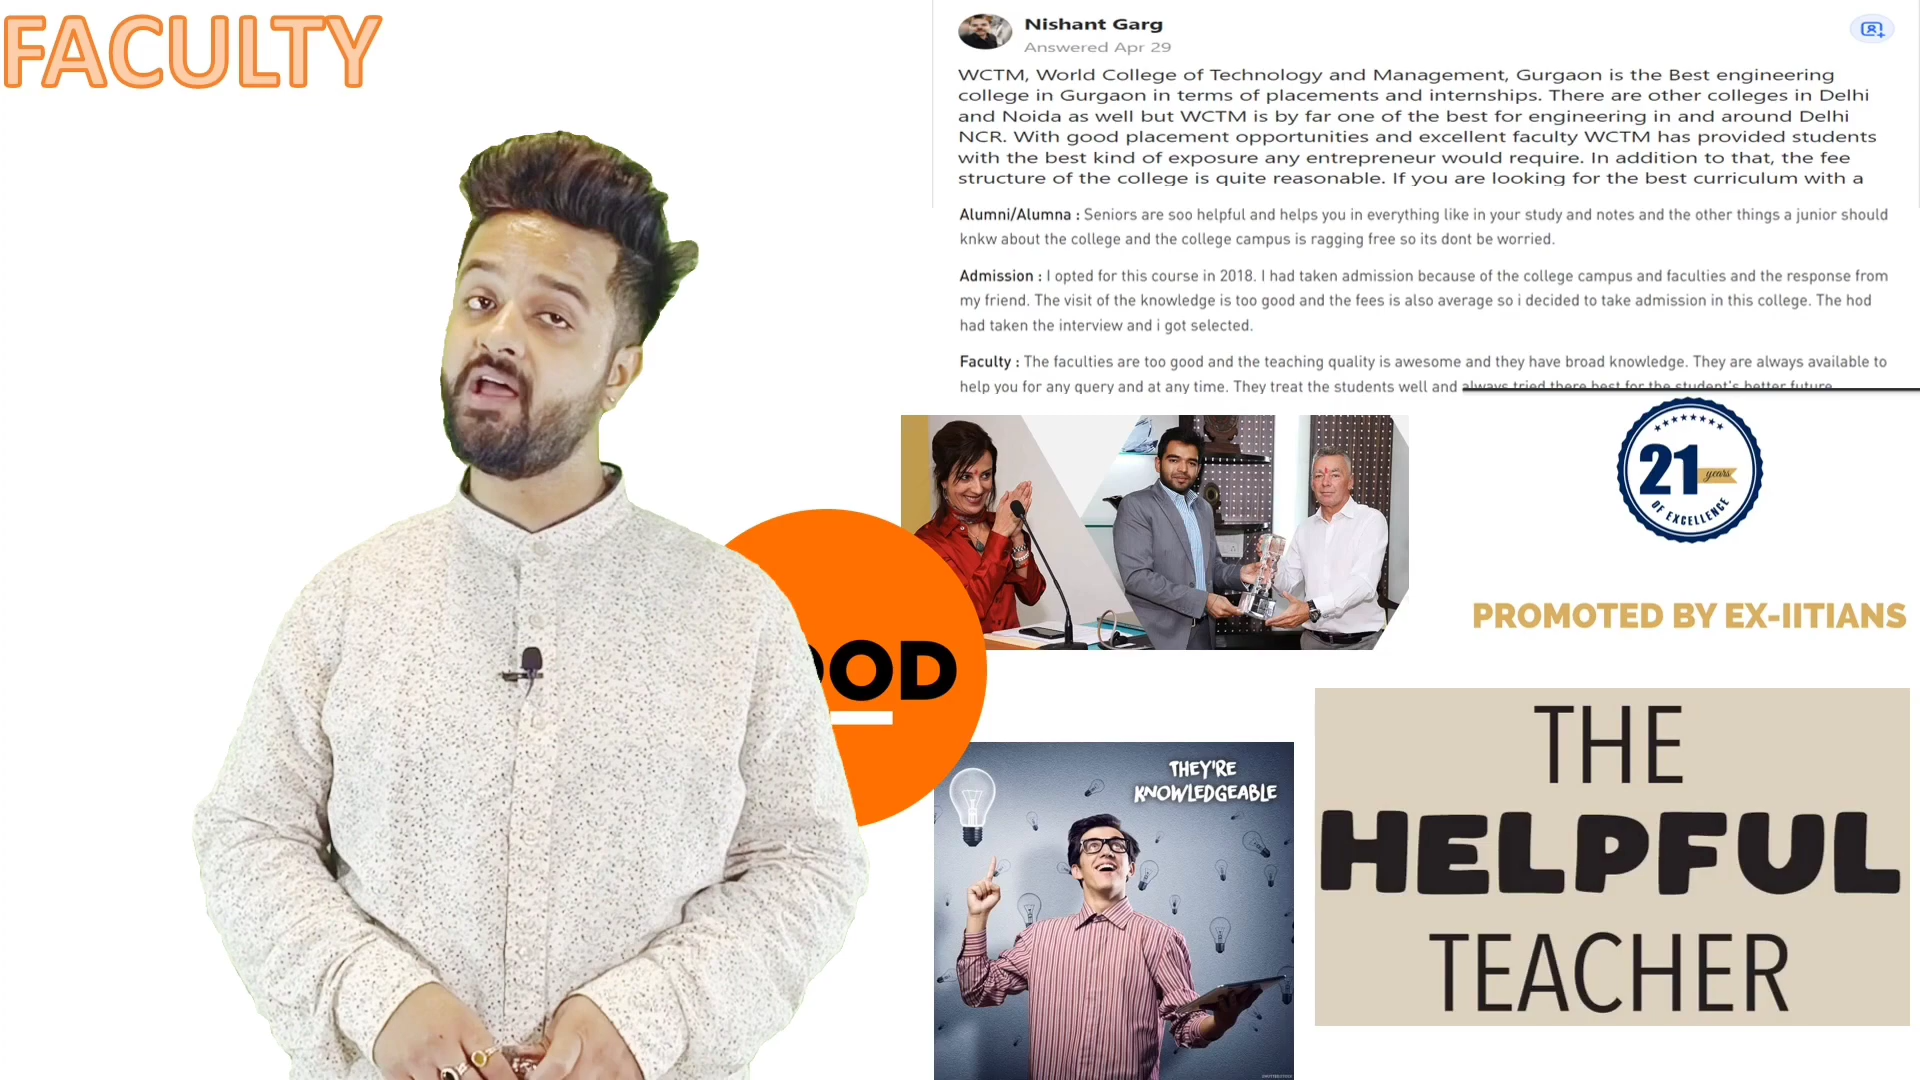 FACULTY
Nishant Garg
Answered Apr 29
WCTM, World College of Technology and Management, Gurgaon is the Best engineering
college in Gurgaon in terms of placements and internships. There are other colleges in Delhi
and Noida as well but WCTM is by far one of the best for engineering in and around Delhi
NCR. With good placement opportunities and excellent faculty WCTM has provided students
with the best kind of exposure any entrepreneur would require. In addition to that, the fee
structure of the college is quite reasonable. If you are looking for the best curriculum with a
Alumni/Alumna : Seniors are soo helpful and helps you in everything like in your study and notes and the other things a junior should
knkw about the college and the college campus is ragging free so its dont be worried.
Admission : I opted for this course in 2018. I had taken admission because of the college campus and faculties and the response from
my friend. The visit of the knowledge is too good and the fees is also average so i decided to take admission in this college. The hod
had taken the interview and i got selected.
Faculty : The faculties are too good and the teaching quality is awesome and they have broad knowledge. They are always available to
help you for any query and at any time. They treat the students well and always tried there best for the student's better future.
21 years
OF EXCELLENCE
PROMOTED BY EX-IITIANS
OOD
THEY'RE
KNOWLEDGEABLE
THE
HELPFUL
TEACHER